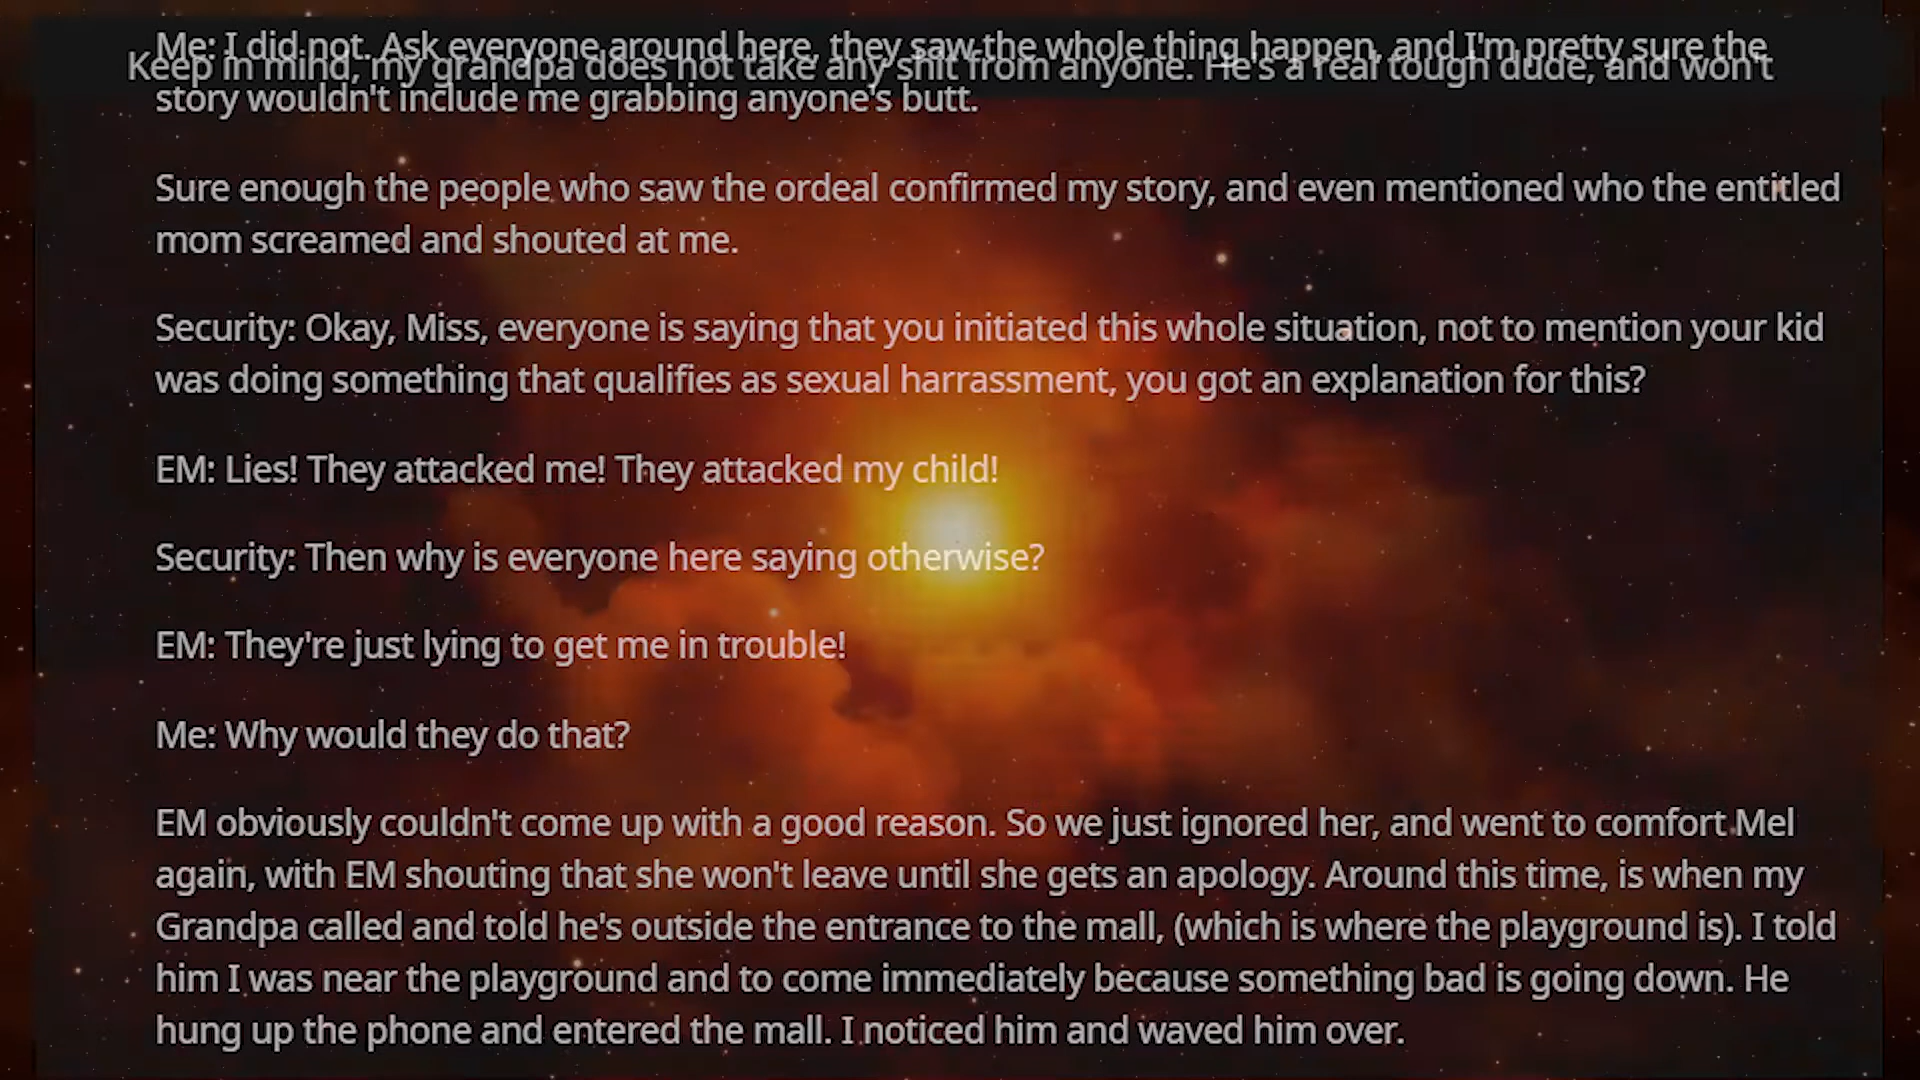 Me: I did not. Ask everyone around here, they saw the whole thing happen, and I'm pretty sure the
Keep in mind, my grandpa does not take any shit from anyone. He's a real tough dude, and won't
story wouldn't include me grabbing anyone's butt.
Sure enough the people who saw the ordeal confirmed my story, and even mentioned who the entitled
mom screamed and shouted at me.
Security: Okay, Miss, everyone is saying that you initiated this whole situation, not to mention your kid
was doing something that qualifies as sexual harrassment, you got an explanation for this?
EM: Lies! They attacked me! They attacked my child!
Security: Then why is everyone here saying otherwise?
EM: They're just lying to get me in trouble!
Me: Why would they do that?
EM obviously couldn't come up with a good reason. So we just ignored her, and went to comfort Mel
again, with EM shouting that she won't leave until she gets an apology. Around this time, is when my
Grandpa called and told he's outside the entrance to the mall, (which is where the playground is). I told
him I was near the playground and to come immediately because something bad is going down. He
hung up the phone and entered the mall. I noticed him and waved him over.